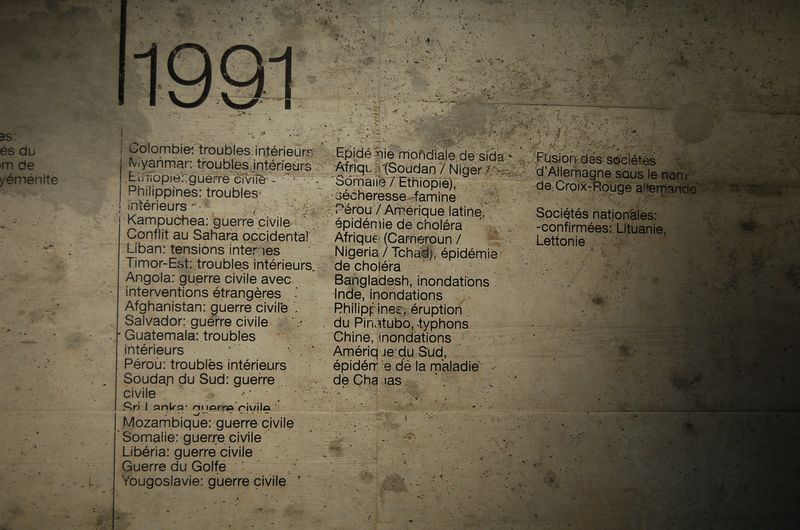 1991
es:
és du
m de
yéménite
Colombie: troubles intérieurs
Myanmar: troubles intérieurs
Ethiopie: guerre civile
Philippines: troubles
intérieurs
Kampuchea: guerre civile
Conflit au Sahara occidental
Liban: tensions internes
Timor-Est: troubles intérieurs
Angola: guerre civile avec
interventions étrangères
Afghanistan: guerre civile
Salvador: guerre civile
Guatemala: troubles
intérieurs
Pérou: troubles intérieurs
Soudan du Sud: guerre
civile
Sri Lanka: guerre civile
Mozambique: guerre civile
Somalie: guerre civile
Libéria: guerre civile
Guerre du Golfe
Yougoslavie: guerre civile
Epidémie mondiale de sida
Afrique (Soudan / Niger /
Somalie / Ethiopie),
sécheresse famine
Pérou / Amérique latine,
épidémie de choléra
Afrique (Cameroun /
Nigeria / Tchad), épidémie
de choléra
Bangladesh, inondations
Inde, inondations
Philippines, éruption
du Pinatubo, typhons
Chine, inondations
Amérique du Sud,
épidémie de la maladie
de Chagas
Fusion des sociétés
d'Allemagne sous le nom
de Croix-Rouge allemande
Sociétés nationales:
-confirmées: Lituanie,
Lettonie